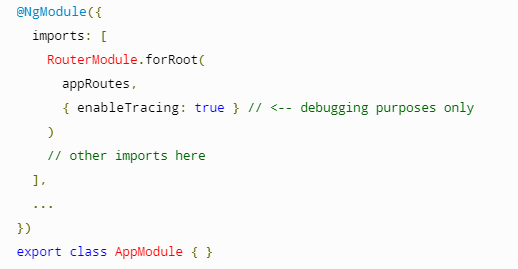 @NgModule({
  imports: [
    RouterModule.forRoot(
      appRoutes,
      { enableTracing: true } // <-- debugging purposes only
    )
    // other imports here
  ],
  ...
})
export class AppModule { }